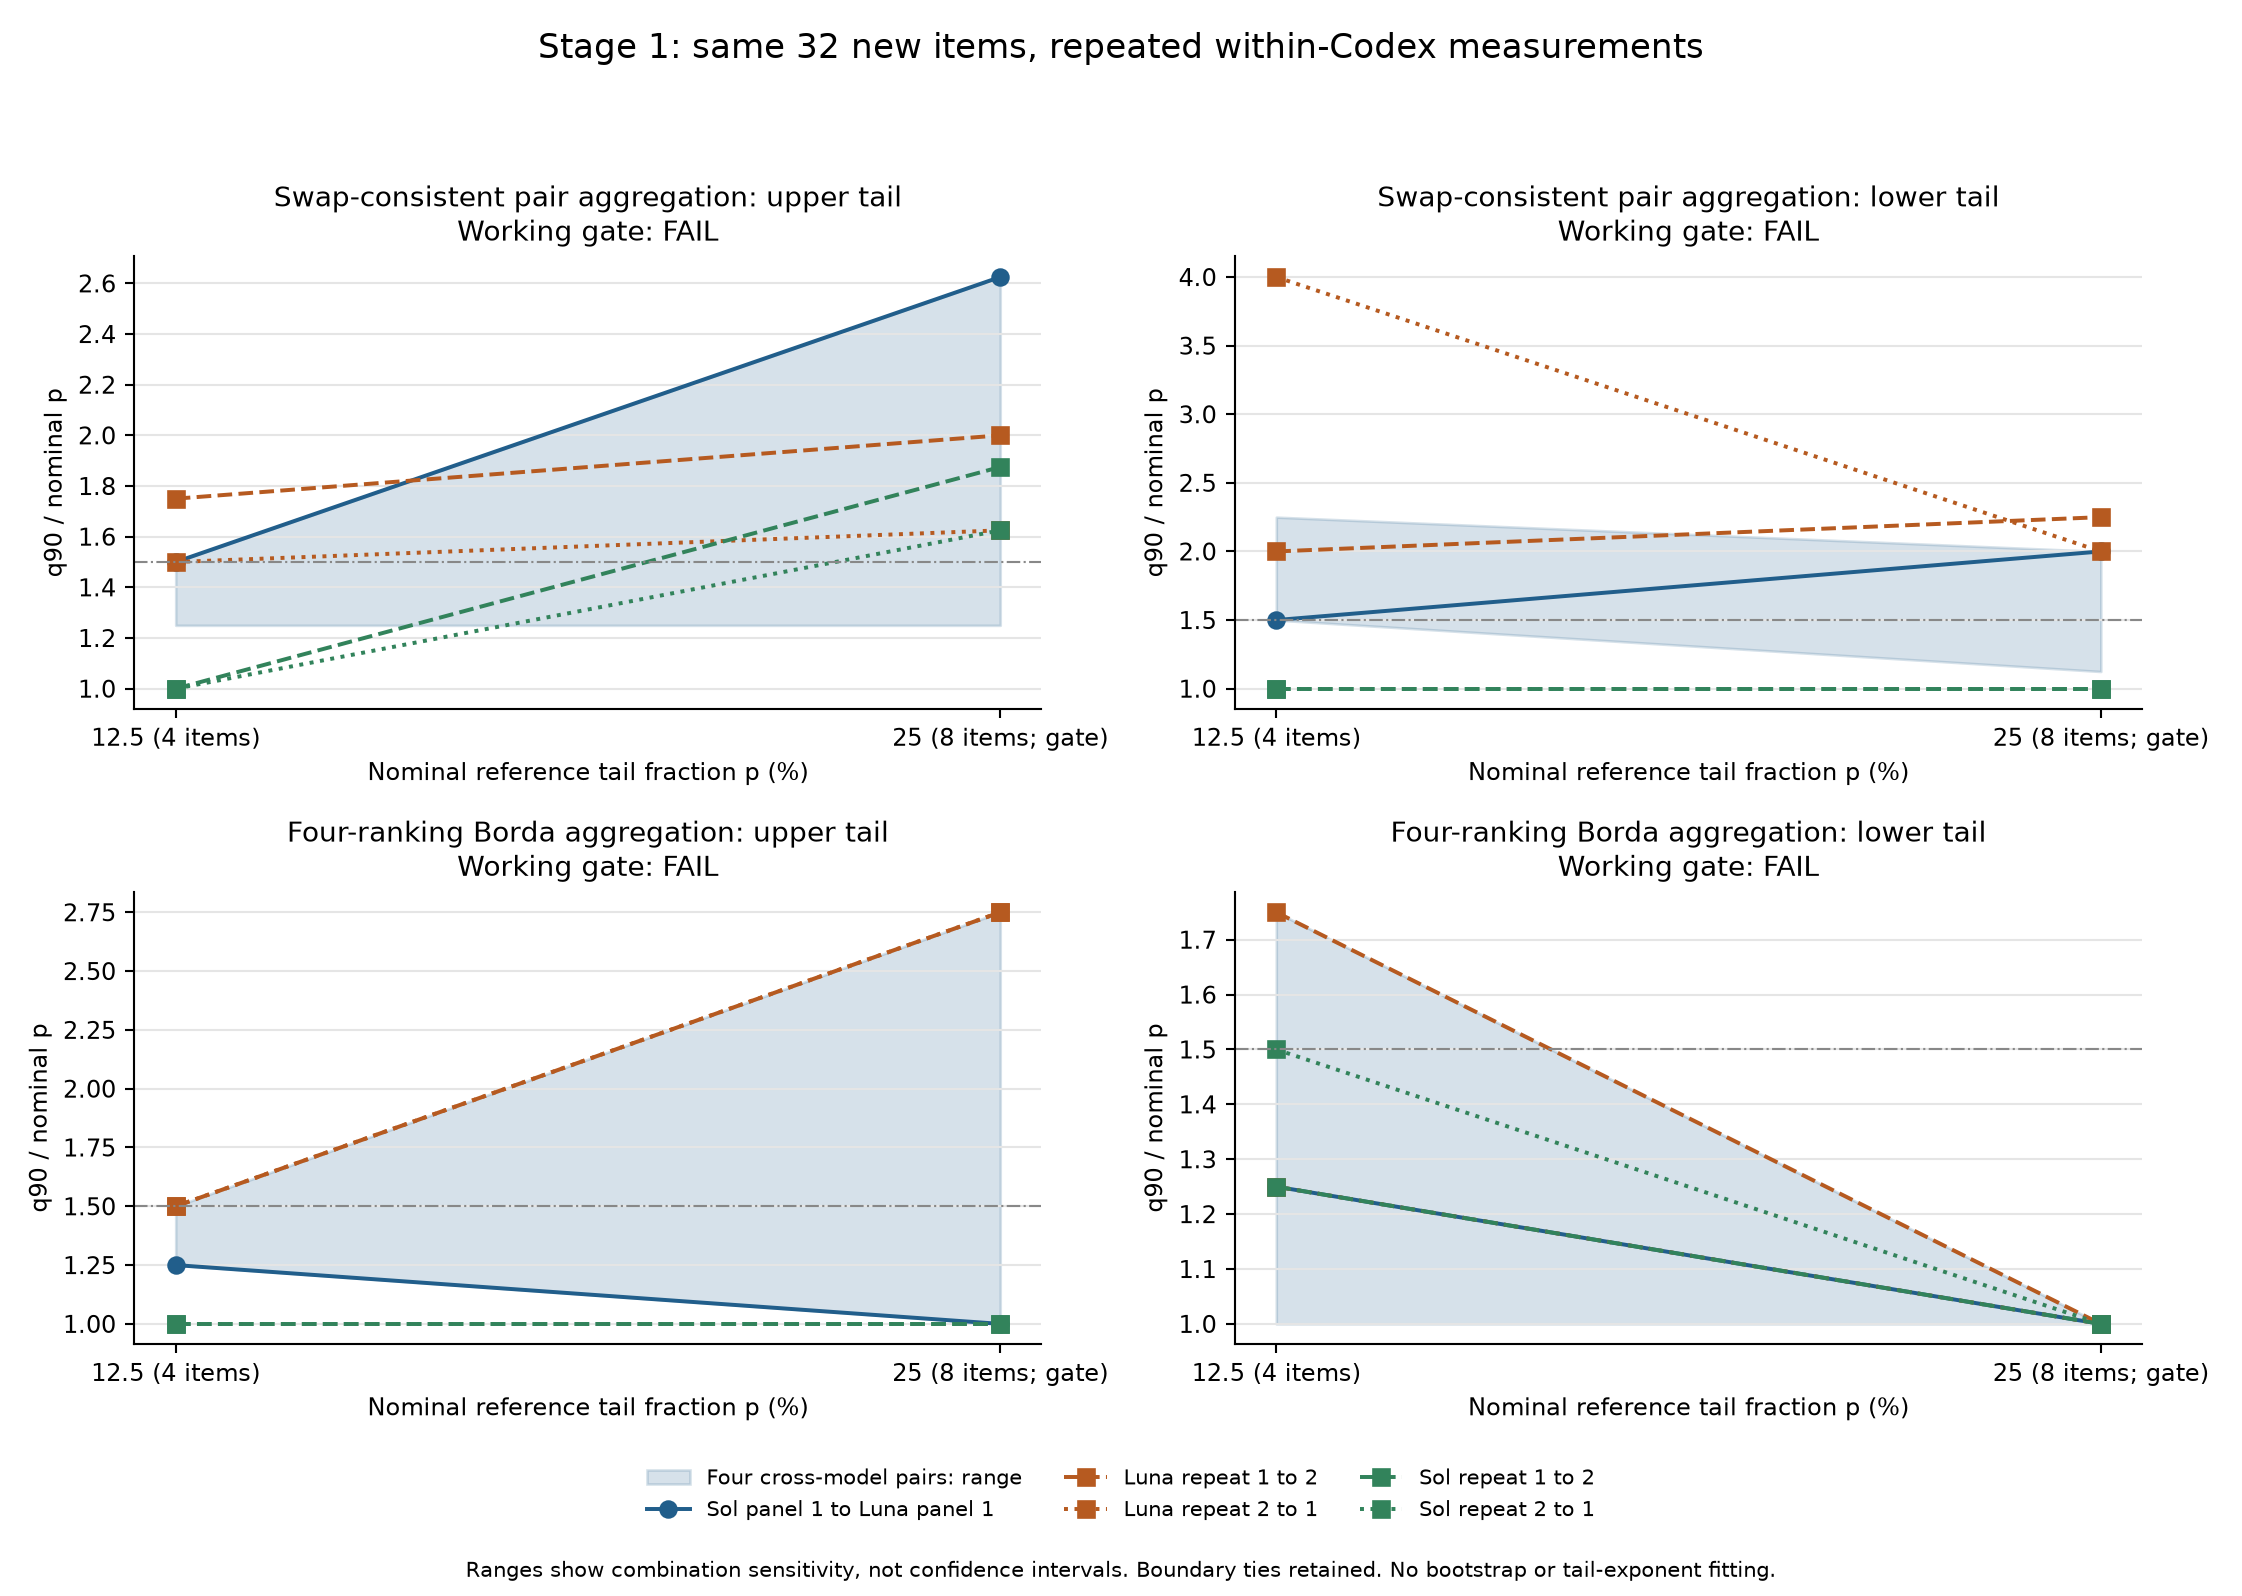 Stage 1: same 32 new items, repeated within-Codex measurements
Swap-consistent pair aggregation: upper tail
Working gate: FAIL
q90 / nominal p
2.6
2.4
2.2
2.0
1.8
1.6
1.4
1.2
1.0
12.5 (4 items)
25 (8 items; gate)
Nominal reference tail fraction p (%)
Swap-consistent pair aggregation: lower tail
Working gate: FAIL
q90 / nominal p
4.0
3.5
3.0
2.5
2.0
1.5
1.0
12.5 (4 items)
25 (8 items; gate)
Nominal reference tail fraction p (%)
Four-ranking Borda aggregation: upper tail
Working gate: FAIL
q90 / nominal p
2.75
2.50
2.25
2.00
1.75
1.50
1.25
1.00
12.5 (4 items)
25 (8 items; gate)
Nominal reference tail fraction p (%)
Four-ranking Borda aggregation: lower tail
Working gate: FAIL
q90 / nominal p
1.7
1.6
1.5
1.4
1.3
1.2
1.1
1.0
12.5 (4 items)
25 (8 items; gate)
Nominal reference tail fraction p (%)
Four cross-model pairs: range
Sol panel 1 to Luna panel 1
Luna repeat 1 to 2
Luna repeat 2 to 1
Sol repeat 1 to 2
Sol repeat 2 to 1
Ranges show combination sensitivity, not confidence intervals. Boundary ties retained. No bootstrap or tail-exponent fitting.